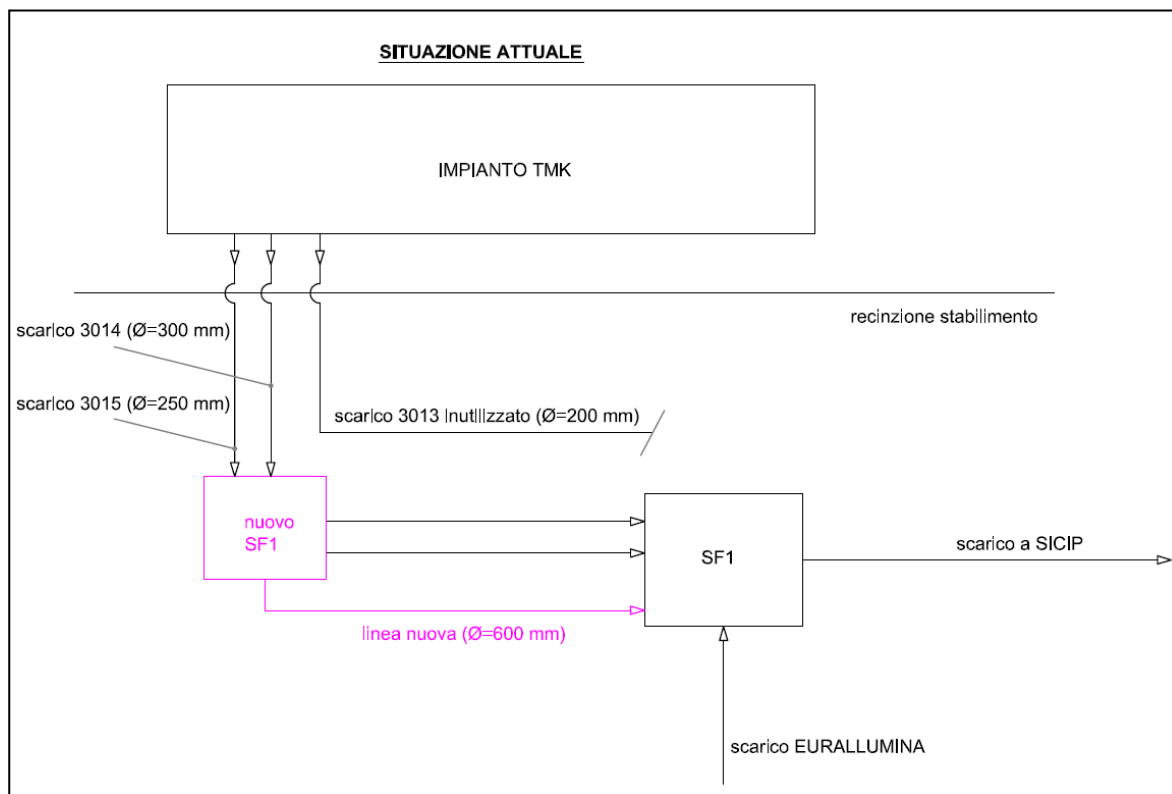 SITUAZIONE ATTUALE
IMPIANTO TMK
recinzione stabilimento
scarico 3014 (Ø=300 mm)
scarico 3015 (Ø=250 mm)
scarico 3013 inutilizzato (Ø=200 mm)
nuovo
SF1
SF1
scarico a SICIP
linea nuova (Ø=600 mm)
scarico EURALLUMINA